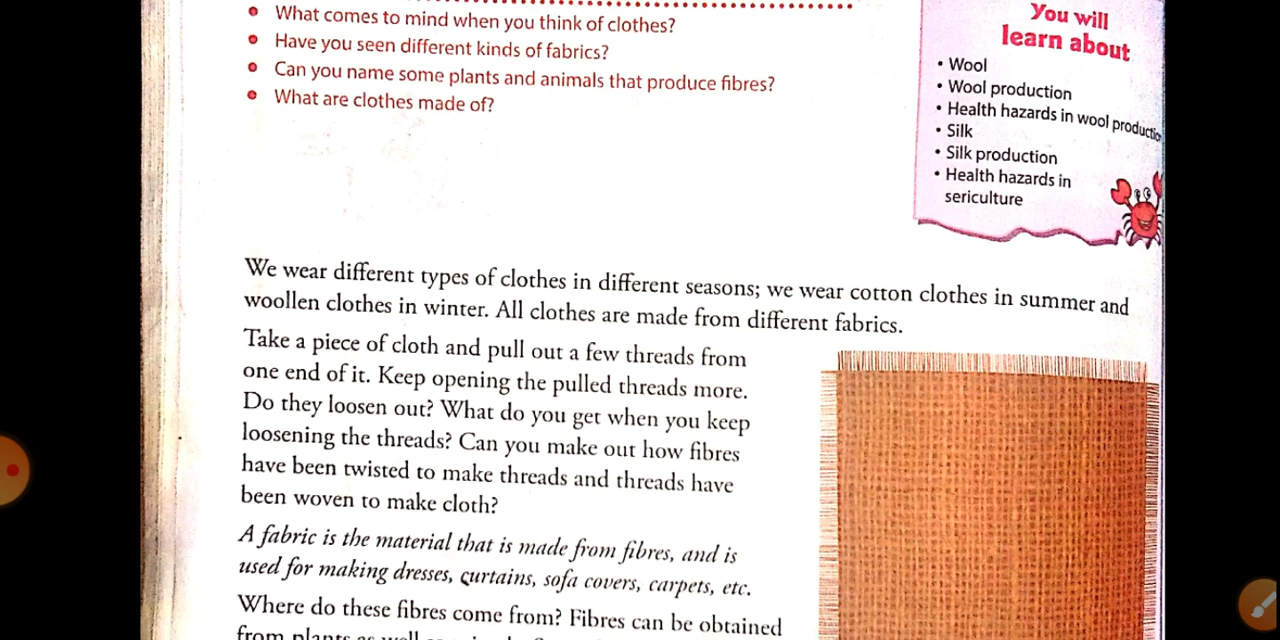 What comes to mind when you think of clothes?
Have you seen different kinds of fabrics?
Can you name some plants and animals that produce fibres?
What are clothes made of?
You will
learn about
• Wool
• Wool production
• Health hazards in wool productio
• Silk
• Silk production
• Health hazards in
sericulture
We wear different types of clothes in different seasons; we wear cotton clothes in summer and
woollen clothes in winter. All clothes are made from different fabrics.
Take a piece of cloth and pull out a few threads from
one end of it. Keep opening the pulled threads more.
Do they loosen out? What do you get when you keep
loosening the threads? Can you make out how fibres
have been twisted to make threads and threads have
been woven to make cloth?
A fabric is the material that is made from fibres, and is
used for making dresses, curtains, sofa covers, carpets, etc.
Where do these fibres come from? Fibres can be obtained
from plants as well